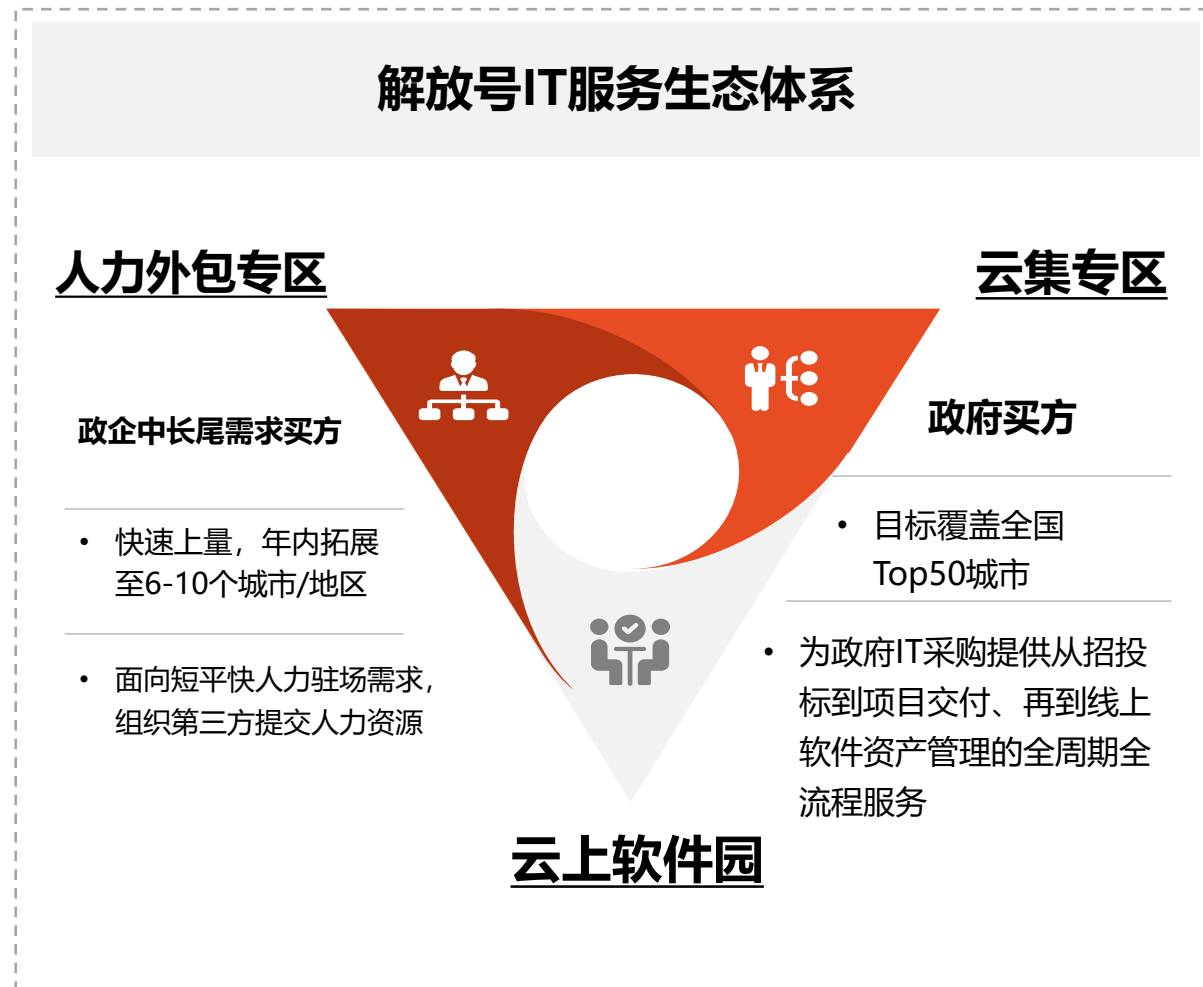 解放号IT服务生态体系
人力外包专区
政企中长尾需求买方
• 快速上量，年内拓展
至6-10个城市/地区
• 面向短平快人力驻场需求，
组织第三方提交人力资源
云集专区
政府买方
• 目标覆盖全国
Top50城市
• 为政府IT采购提供从招投
标到项目交付、再到线上
软件资产管理的全周期全
流程服务
云上软件园